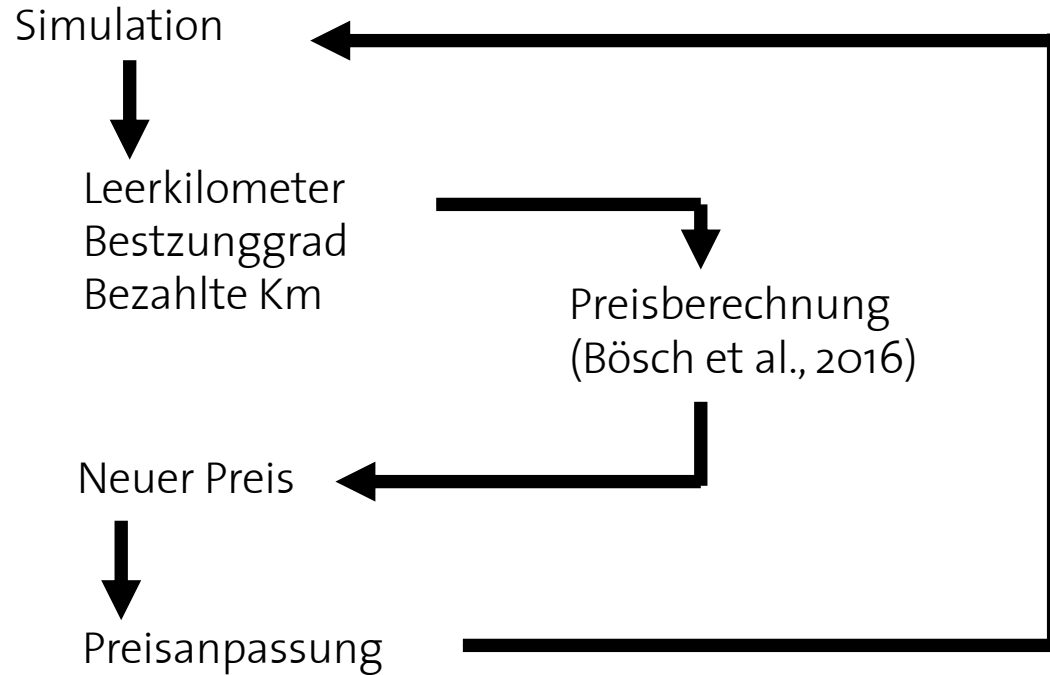 Simulation
Leerkilometer
Bestzunggrad
Bezahlte Km
Preisberechnung
(Bösch et al., 2016)
Neuer Preis
Preisanpassung